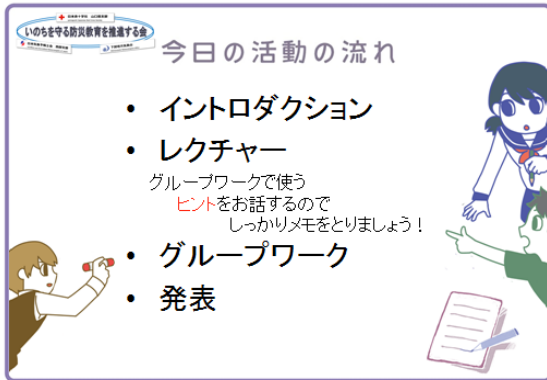 いのちを守る防災教育を推進する会
今日の活動の流れ
• イントロダクション
• レクチャー
グループワークで使う
ヒントをお話するので
しっかりメモをとりましょう！
• グループワーク
• 発表